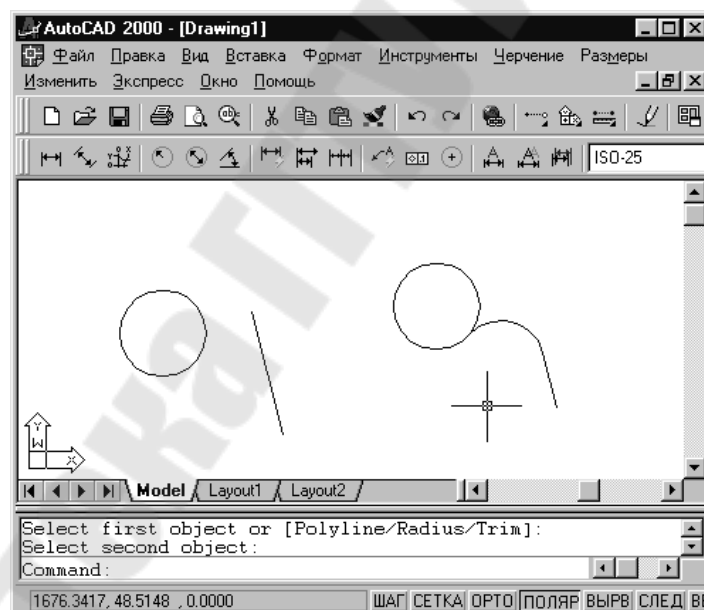 AutoCAD 2000 - [Drawing1]
Файл Правка Вид Вставка Формат Инструменты Черчение Размеры
Изменить Экспресс Окно Помощь
ISO-25
Y
W
X
Model Layout1 Layout2
Select first object or [Polyline/Radius/Trim]:
Select second object:
Command:
1676.3417, 48.5148 , 0.0000 ШАГ СЕТКА ОРТО ПОЛЯР ВЫРВ СЛЕД